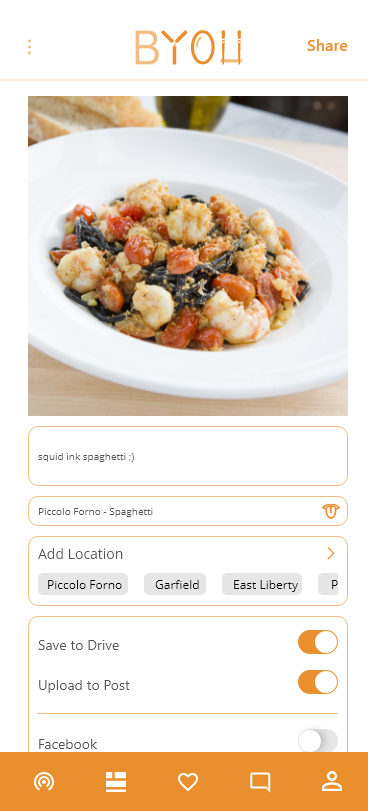 BYOU
Share
squid ink spaghetti ;)
Piccolo Forno - Spaghetti
Add Location
Piccolo Forno Garfield East Liberty P
Save to Drive
Upload to Post
Facebook